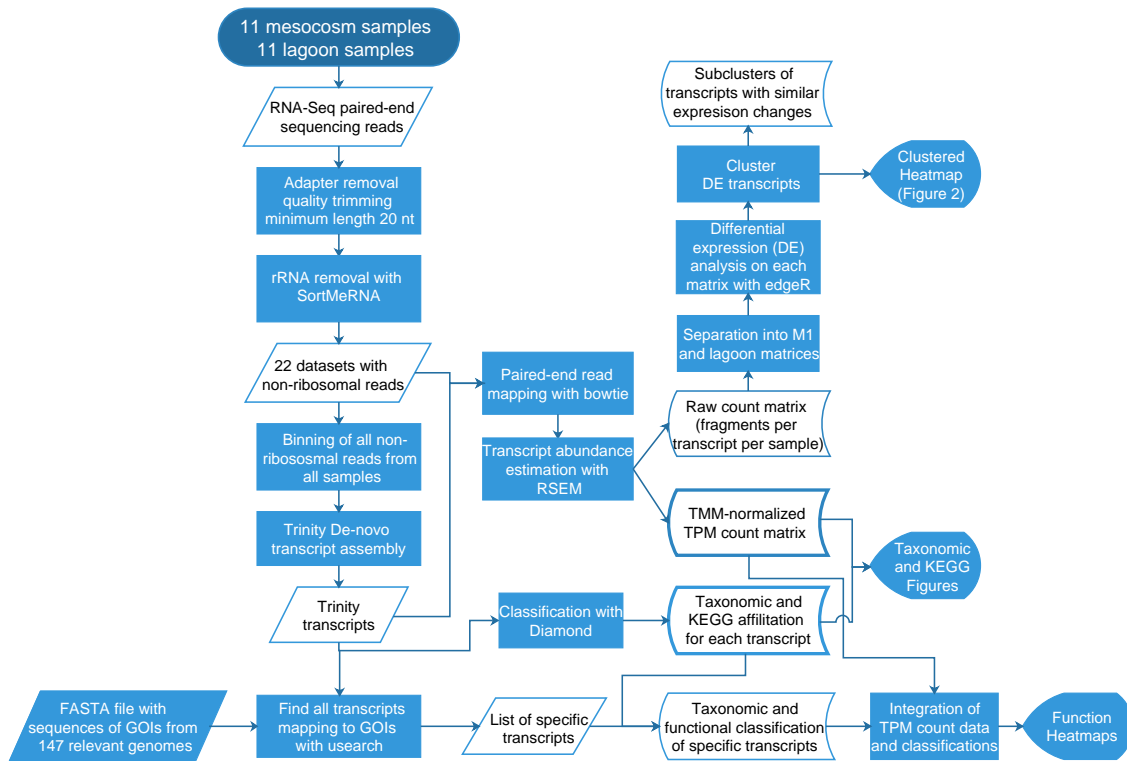 11 mesocosm samples
11 lagoon samples
RNA-Seq paired-end
sequencing reads
Adapter removal
quality trimming
minimum length 20 nt
rRNA removal with
SortMeRNA
22 datasets with
non-ribosomal reads
Binning of all non-
ribososmal reads from
all samples
Trinity De-novo
transcript assembly
Trinity
transcripts
FASTA file with
sequences of GOIs from
147 relevant genomes
Find all transcripts
mapping to GOIs
with usearch
List of specific
transcripts
Classification with
Diamond
Paired-end read
mapping with bowtie
Transcript abundance
estimation with
RSEM
Subclusters of
transcripts with similar
expresison changes
Cluster
DE transcripts
Clustered
Heatmap
(Figure 2)
Differential
expression (DE)
analysis on each
matrix with edgeR
Separation into M1
and lagoon matrices
Raw count matrix
(fragments per
transcript per sample)
TMM-normalized
TPM count matrix
Taxonomic
and KEGG
Figures
Taxonomic and
KEGG affilitation
for each transcript
Taxonomic and
functional classification
of specific transcripts
Integration of
TPM count data
and classifications
Function
Heatmaps